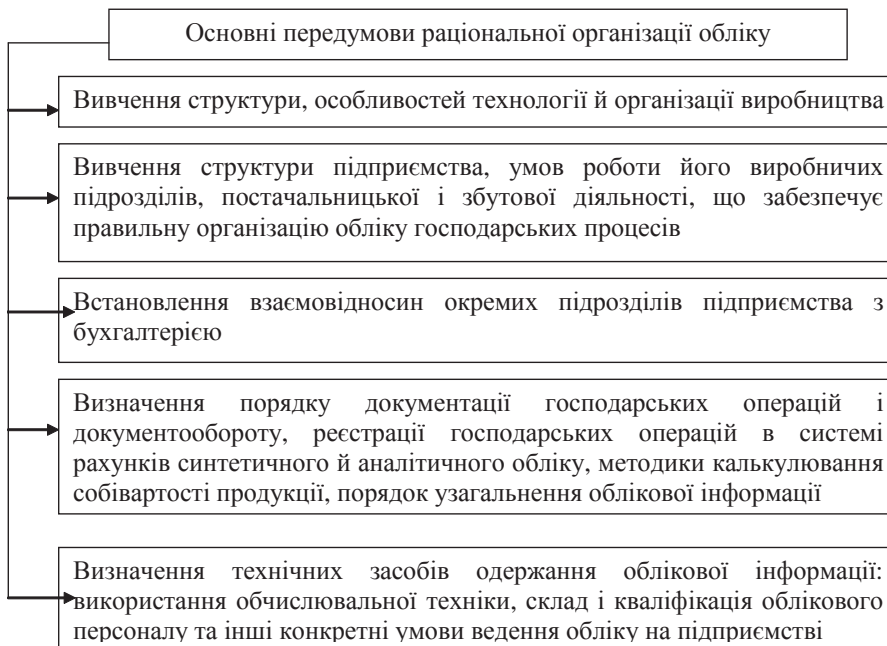 Основні передумови раціональної організації обліку
Вивчення структури, особливостей технології й організації виробництва
Вивчення структури підприємства, умов роботи його виробничих
підрозділів, постачальницької і збутової діяльності, що забезпечує
правильну організацію обліку господарських процесів
Встановлення взаємовідносин окремих підрозділів підприємства з
бухгалтерією
Визначення порядку документації господарських операцій і
документообороту, реєстрації господарських операцій в системі
рахунків синтетичного й аналітичного обліку, методики калькулювання
собівартості продукції, порядок узагальнення облікової інформації
Визначення технічних засобів одержання облікової інформації:
використання обчислювальної техніки, склад і кваліфікація облікового
персоналу та інші конкретні умови ведення обліку на підприємстві